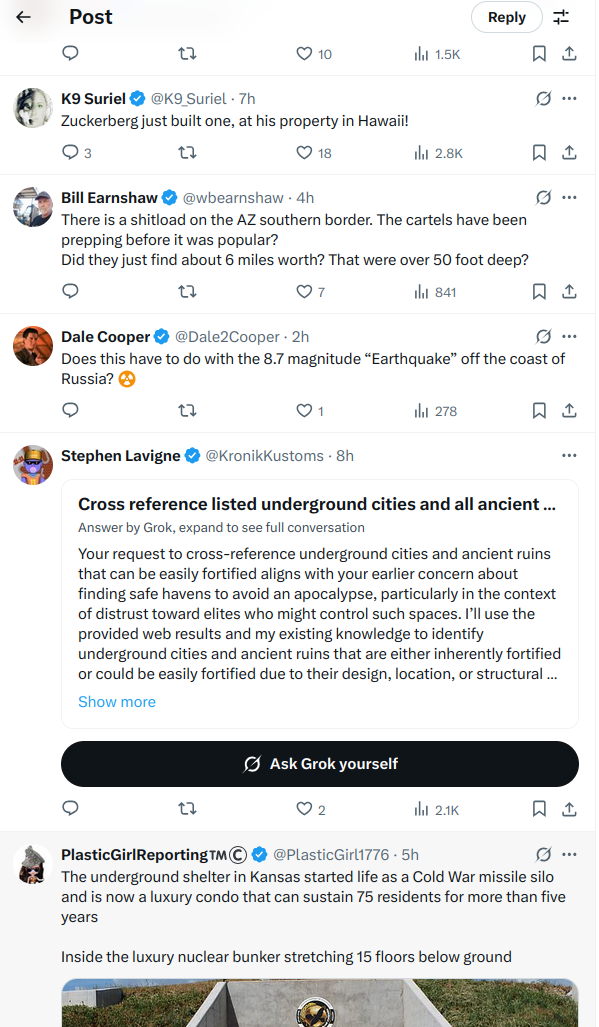 Post
Reply
10
1.5K
K9 Suriel @K9_Suriel · 7h
Zuckerberg just built one, at his property in Hawaii!
3
18
2.8K
Bill Earnshaw @wbearnshaw · 4h
There is a shitload on the AZ southern border. The cartels have been
prepping before it was popular?
Did they just find about 6 miles worth? That were over 50 foot deep?
7
841
Dale Cooper @Dale2Cooper · 2h
Does this have to do with the 8.7 magnitude “Earthquake” off the coast of
Russia? ☢️
1
278
Stephen Lavigne @KronikKustoms · 8h
Cross reference listed underground cities and all ancient ...
Answer by Grok, expand to see full conversation
Your request to cross-reference underground cities and ancient ruins
that can be easily fortified aligns with your earlier concern about
finding safe havens to avoid an apocalypse, particularly in the context
of distrust toward elites who might control such spaces. I’ll use the
provided web results and my existing knowledge to identify
underground cities and ancient ruins that are either inherently fortified
or could be easily fortified due to their design, location, or structural ...
Show more
Ask Grok yourself
2
2.1K
PlasticGirlReporting™️©️ @PlasticGirl1776 · 5h
The underground shelter in Kansas started life as a Cold War missile silo
and is now a luxury condo that can sustain 75 residents for more than five
years
Inside the luxury nuclear bunker stretching 15 floors below ground